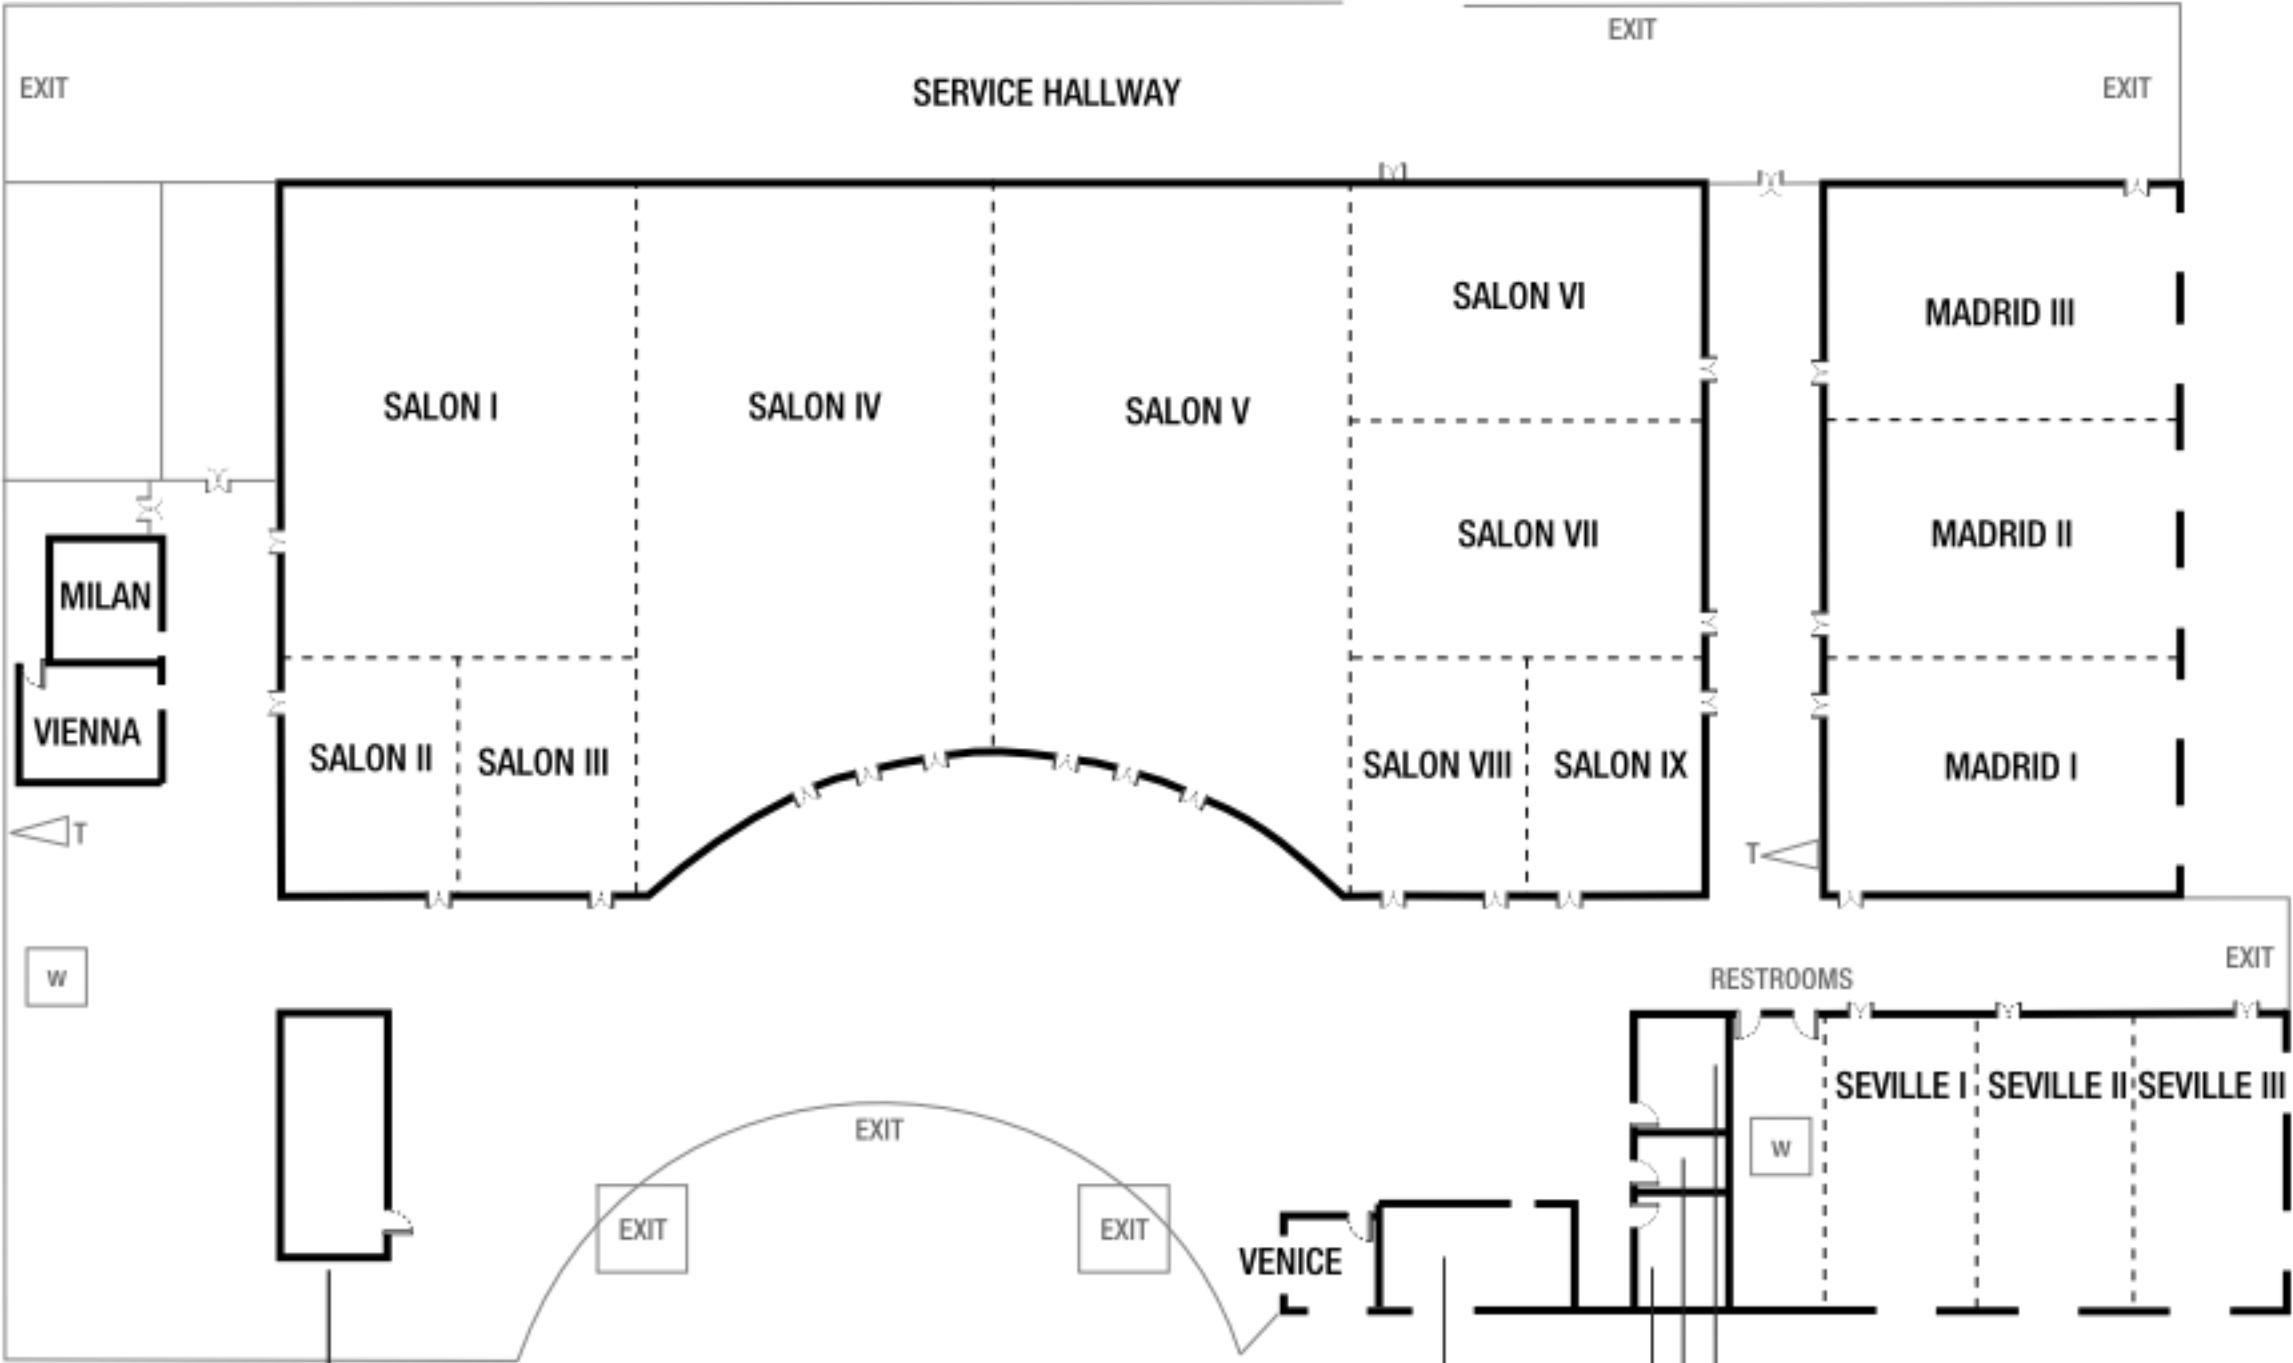 EXIT
EXIT
SERVICE HALLWAY
EXIT
SALON VI
MADRID III
SALON I
SALON IV
SALON V
SALON VII
MADRID II
MILAN
VIENNA
SALON II
SALON III
SALON VIII
SALON IX
MADRID I
T
T
W
RESTROOMS
EXIT
SEVILLE I
SEVILLE II
SEVILLE III
EXIT
W
EXIT
EXIT
VENICE